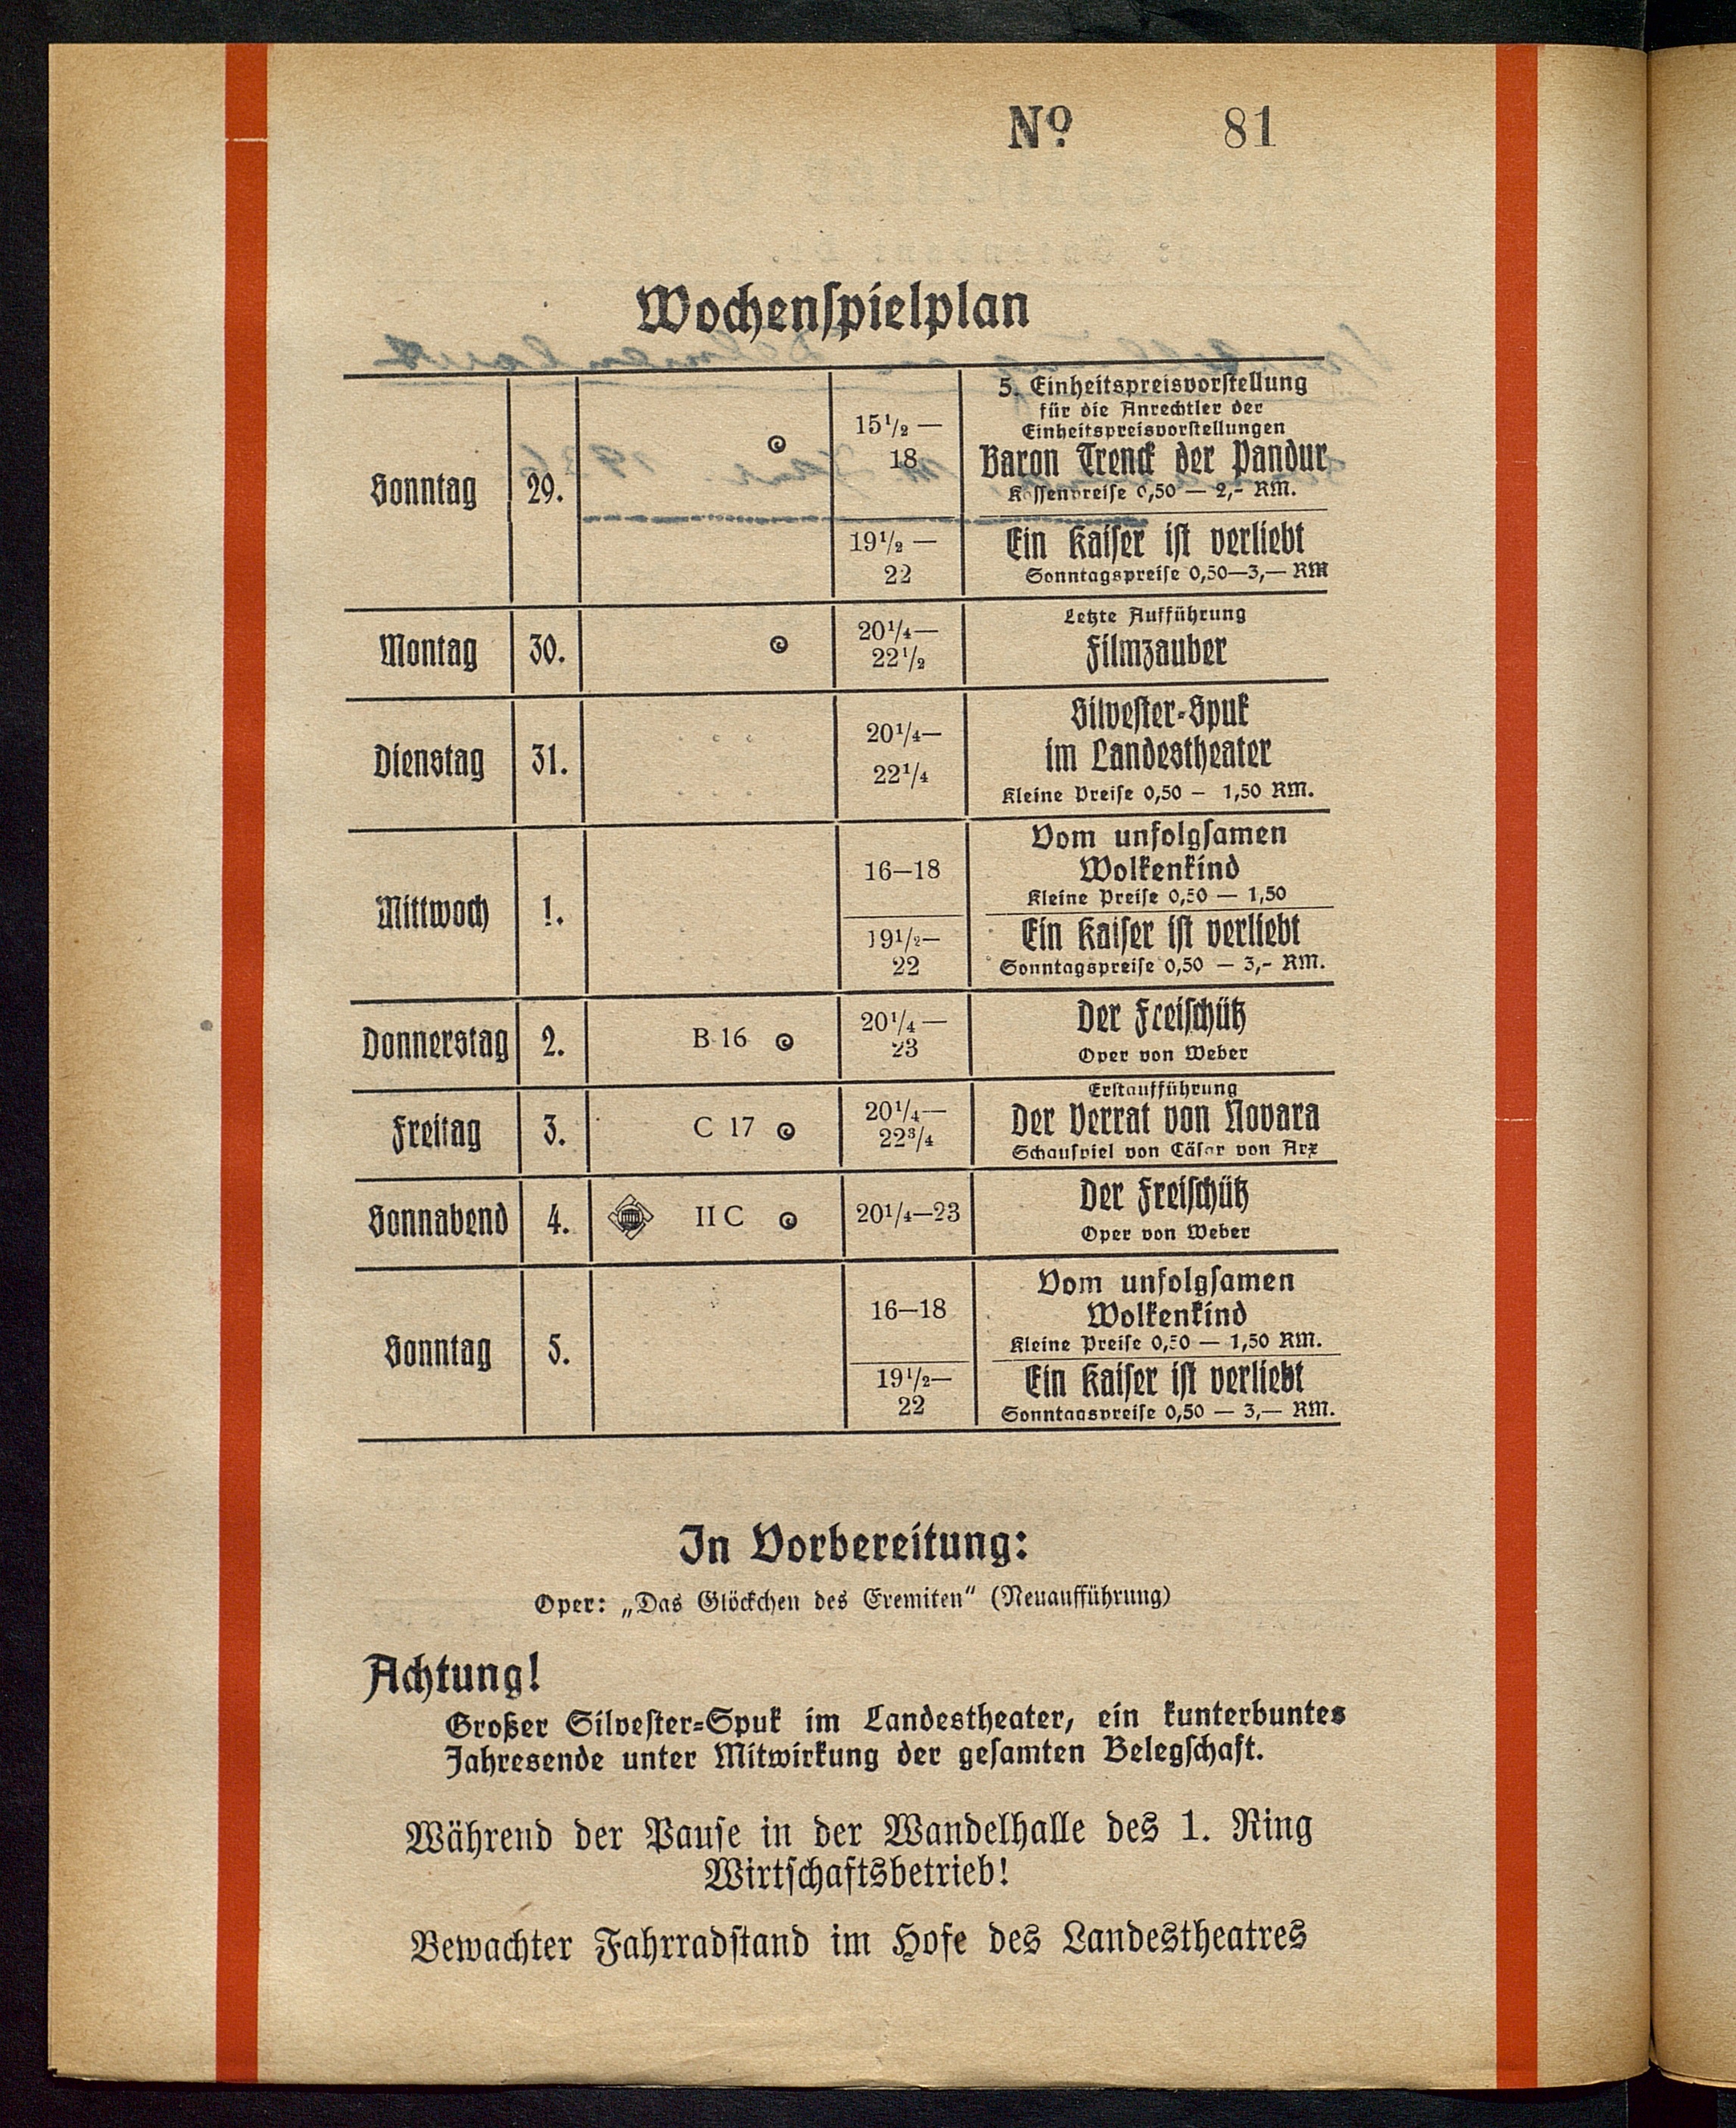 Nº 81
Wochenspielplan
Sonntag 29.
15½ — 18
5. Einheitspreisvorstellung
für die Anrechtler der
Einheitspreisvorstellungen
Baron Trenck der Pandur
Kassenpreise 0,50 — 2,- RM.
19½ — 22
Ein Kaiser ist verliebt
Sonntagspreise 0,50—3,— RM
Montag 30.
20¼— 22½
Letzte Aufführung
Filmzauber
Dienstag 31.
20¼— 22¼
Silvester-Spuk
im Landestheater
Kleine Preise 0,50 — 1,50 RM.
Mittwoch 1.
16—18
Vom unfolgsamen
Wolkenkind
Kleine Preise 0,50 — 1,50
19½— 22
Ein Kaiser ist verliebt
Sonntagspreise 0,50 — 3,- RM.
Donnerstag 2. B 16
20¼ — 23
Der Freischütz
Oper von Weber
Freitag 3. C 17
20¼— 22¾
Erstaufführung
Der Verrat von Novara
Schauspiel von Cäsar von Arx
Sonnabend 4. II C
20¼—23
Der Freischütz
Oper von Weber
Sonntag 5.
16—18
Vom unfolgsamen
Wolkenkind
Kleine Preise 0,50 — 1,50 RM.
19½— 22
Ein Kaiser ist verliebt
Sonntagspreise 0,50 — 3,— RM.
In Vorbereitung:
Oper: „Das Glöckchen des Eremiten“ (Neuaufführung)
Achtung!
Großer Silvester-Spuk im Landestheater, ein kunterbuntes
Jahresende unter Mitwirkung der gesamten Belegschaft.
Während der Pause in der Wandelhalle des 1. Ring
Wirtschaftsbetrieb!
Bewachter Fahrradstand im Hofe des Landestheatres